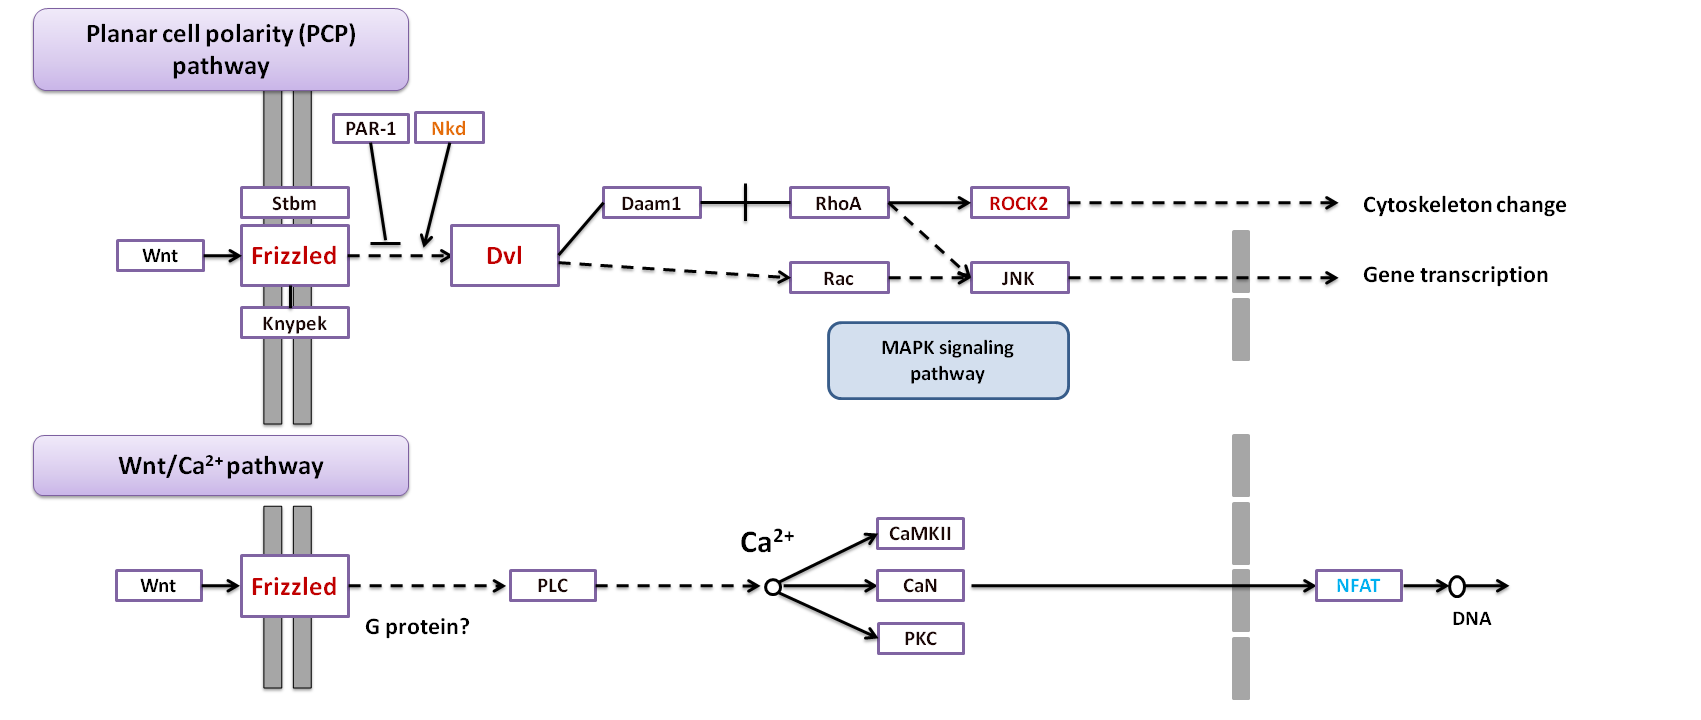 Planar cell polarity (PCP)
pathway
PAR-1
Nkd
Stbm
Daam1
RhoA
ROCK2
Cytoskeleton change
Wnt
Frizzled
Dvl
Rac
JNK
Gene transcription
Knypek
MAPK signaling
pathway
Wnt/Ca²⁺ pathway
Ca²⁺
CaMKII
Wnt
Frizzled
PLC
CaN
NFAT
G protein?
PKC
DNA